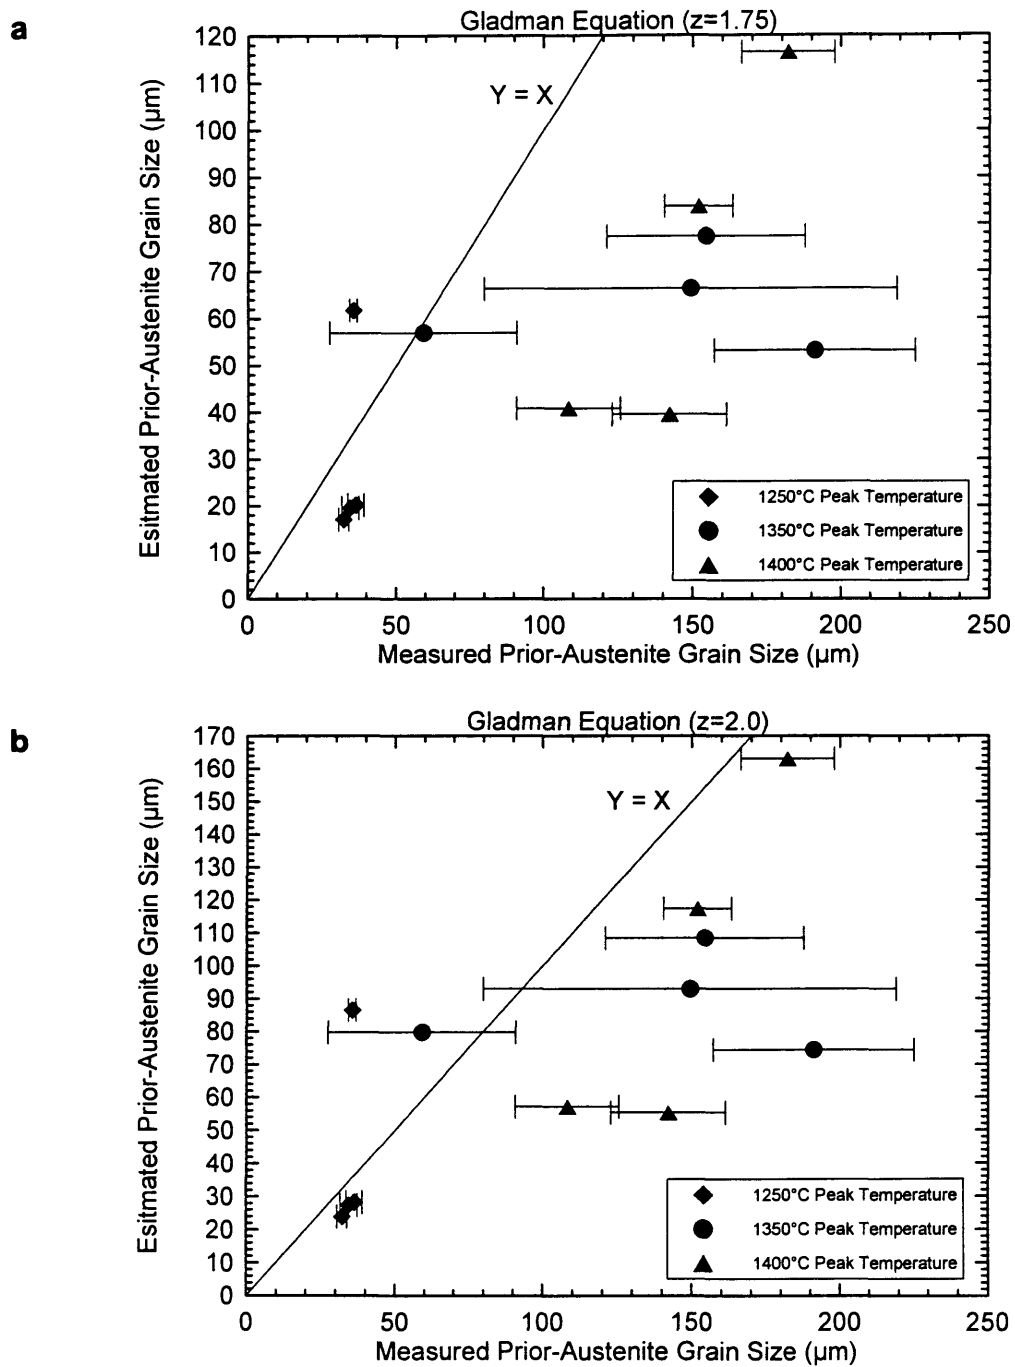 a
Gladman Equation (z=1.75)
120
110
100
90
80
70
60
50
40
30
20
10
0
Esitmated Prior-Austenite Grain Size (µm)
Y = X
1250°C Peak Temperature
1350°C Peak Temperature
1400°C Peak Temperature
0 50 100 150 200 250
Measured Prior-Austenite Grain Size (µm)
b
Gladman Equation (z=2.0)
170
160
150
140
130
120
110
100
90
80
70
60
50
40
30
20
10
0
Esitmated Prior-Austenite Grain Size (µm)
Y = X
1250°C Peak Temperature
1350°C Peak Temperature
1400°C Peak Temperature
0 50 100 150 200 250
Measured Prior-Austenite Grain Size (µm)